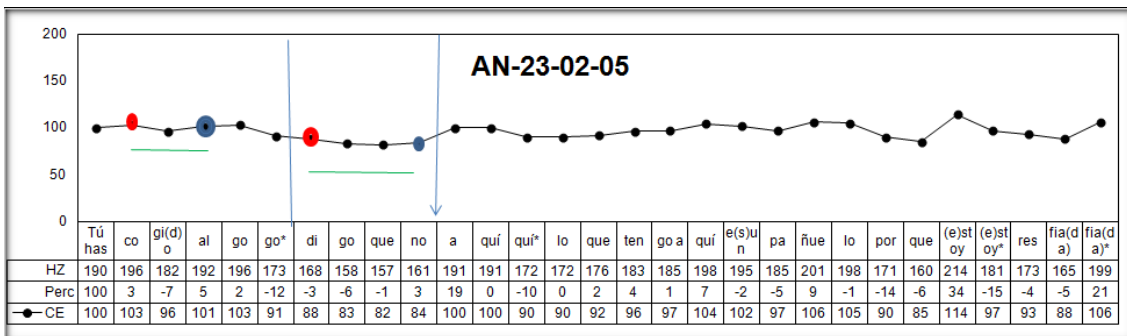 200
AN-23-02-05
150
100
50
0
Tú has co gi(d)o al go go* di go que no a quí quí* lo que ten go a quí e(s)un pa ñue lo por que (e)stoy (e)stoy* res fia(da) fia(da)*
HZ 190 196 182 192 196 173 168 158 157 161 191 191 172 172 176 183 185 198 195 185 201 198 171 160 214 181 173 165 199
Perc 100 3 -7 5 2 -12 -3 -6 -1 3 19 0 -10 0 2 4 1 7 -2 -5 9 -1 -14 -6 34 -15 -4 -5 21
CE 100 103 96 101 103 91 88 83 82 84 100 100 90 90 92 96 97 104 102 97 106 105 90 85 114 97 93 88 106